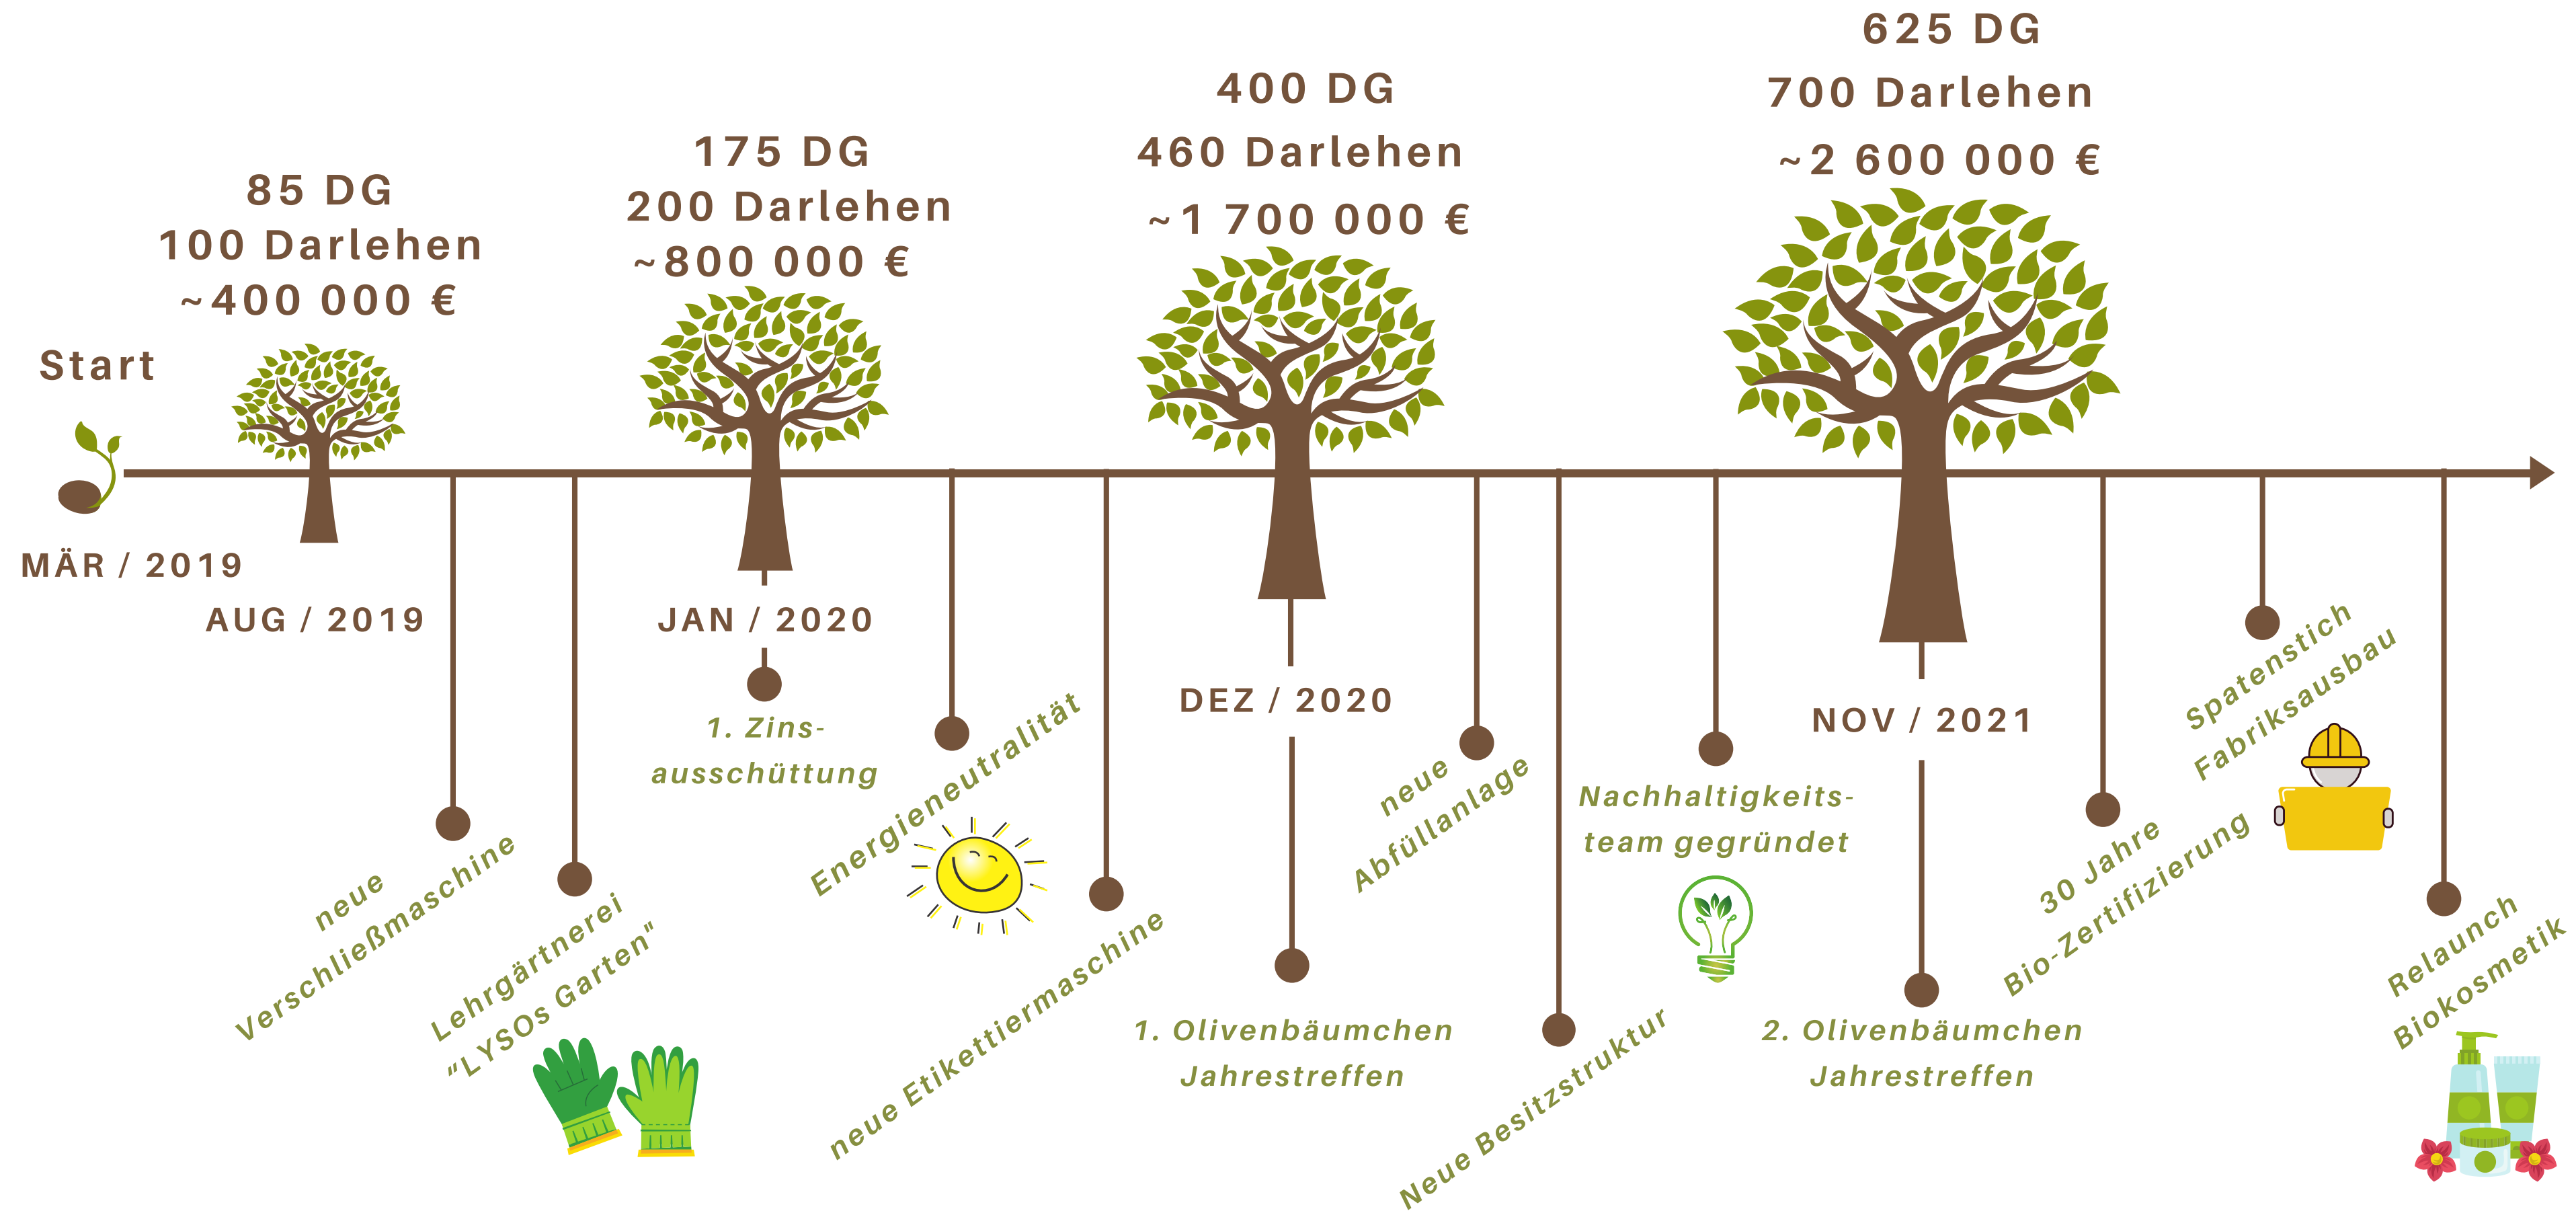 Start
MÄR / 2019
85 DG
100 Darlehen
~400 000 €
AUG / 2019
neue
Verschließmaschine
Lehrgärtnerei
"LYSOs Garten"
175 DG
200 Darlehen
~800 000 €
JAN / 2020
1. Zins-
ausschüttung
Energieneutralität
neue Etikettiermaschine
400 DG
460 Darlehen
~1 700 000 €
DEZ / 2020
1. Olivenbäumchen
Jahrestreffen
neue
Abfüllanlage
Neue Besitzstruktur
Nachhaltigkeits-
team gegründet
625 DG
700 Darlehen
~2 600 000 €
NOV / 2021
2. Olivenbäumchen
Jahrestreffen
30 Jahre
Bio-Zertifizierung
Spatenstich
Fabriksausbau
Relaunch
Biokosmetik